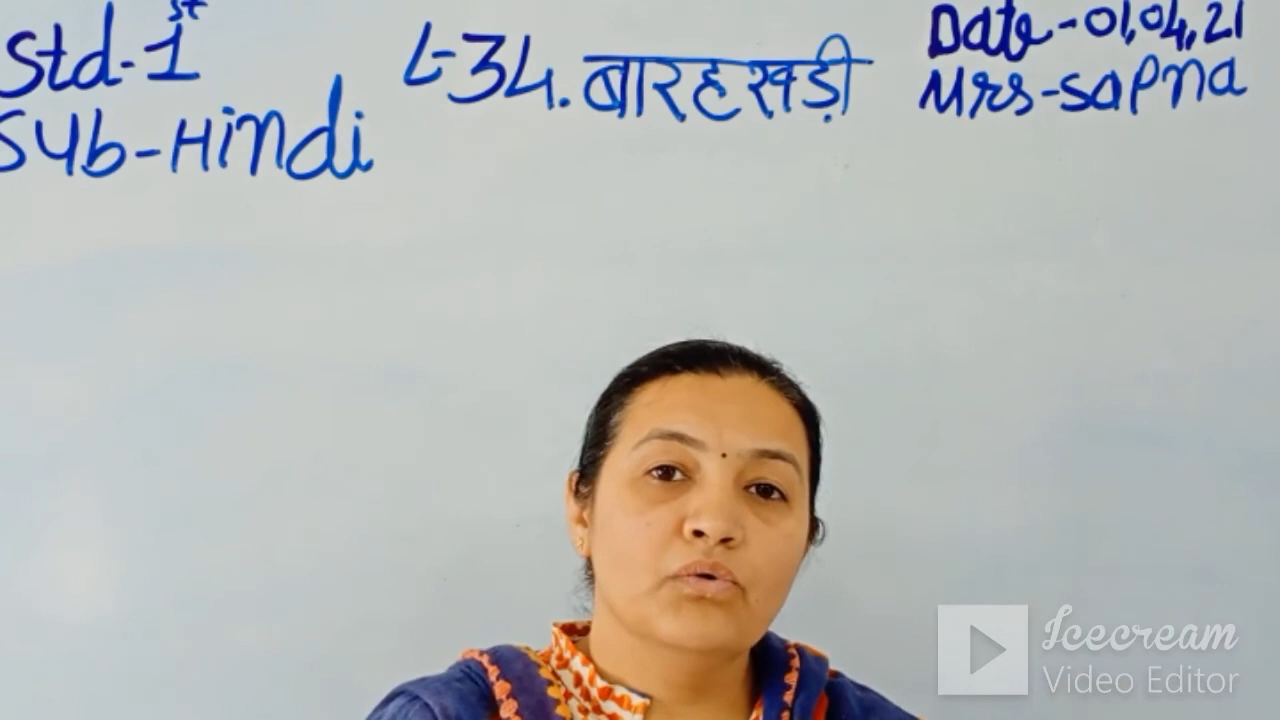 Std-1st
Sub-Hindi
L-34. बारहखड़ी
Date-01,04,21
Mrs-Sapna
Icecream
Video Editor